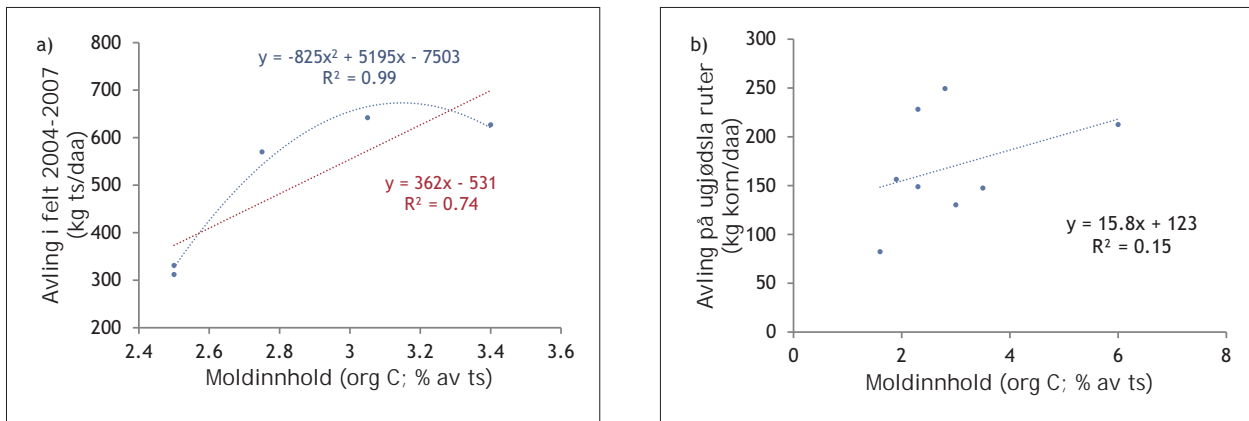 a)
Avling i felt 2004-2007
(kg ts/daa)
800
700
600
500
400
300
200
y = -825x² + 5195x - 7503
R² = 0.99
y = 362x - 531
R² = 0.74
2.4 2.6 2.8 3 3.2 3.4 3.6
Moldinnhold (org C; % av ts)
b)
Avling på ugjødsla ruter
(kg korn/daa)
300
250
200
150
100
50
0
y = 15.8x + 123
R² = 0.15
0 2 4 6 8
Moldinnhold (org C; % av ts)